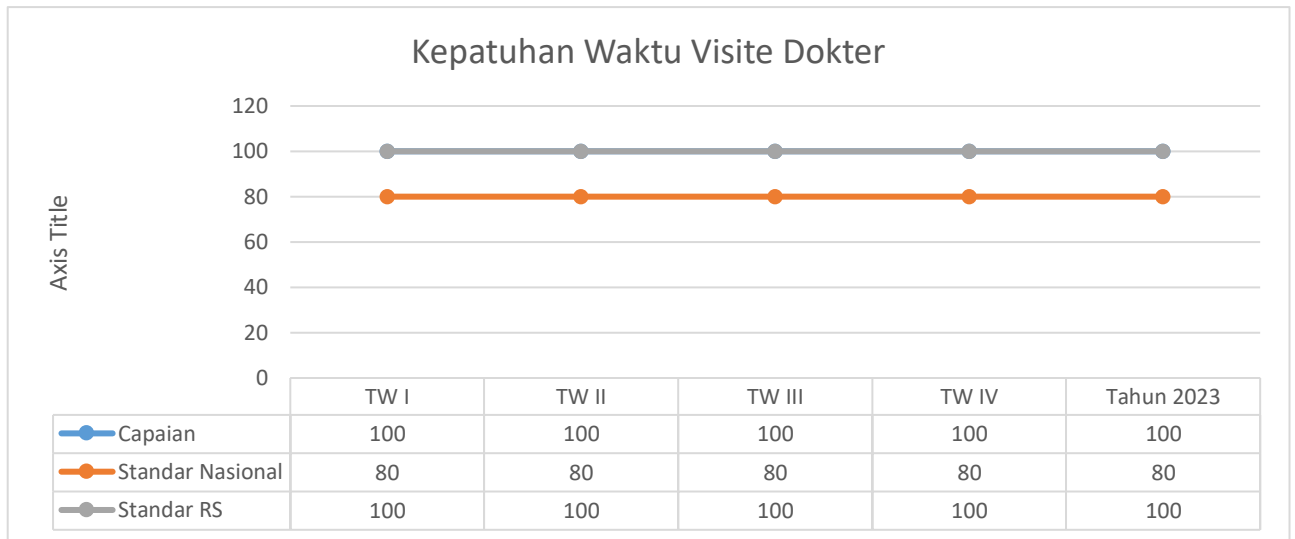 Kepatuhan Waktu Visite Dokter
Axis Title
120
100
80
60
40
20
0
TW I TW II TW III TW IV Tahun 2023
Capaian 100 100 100 100 100
Standar Nasional 80 80 80 80 80
Standar RS 100 100 100 100 100